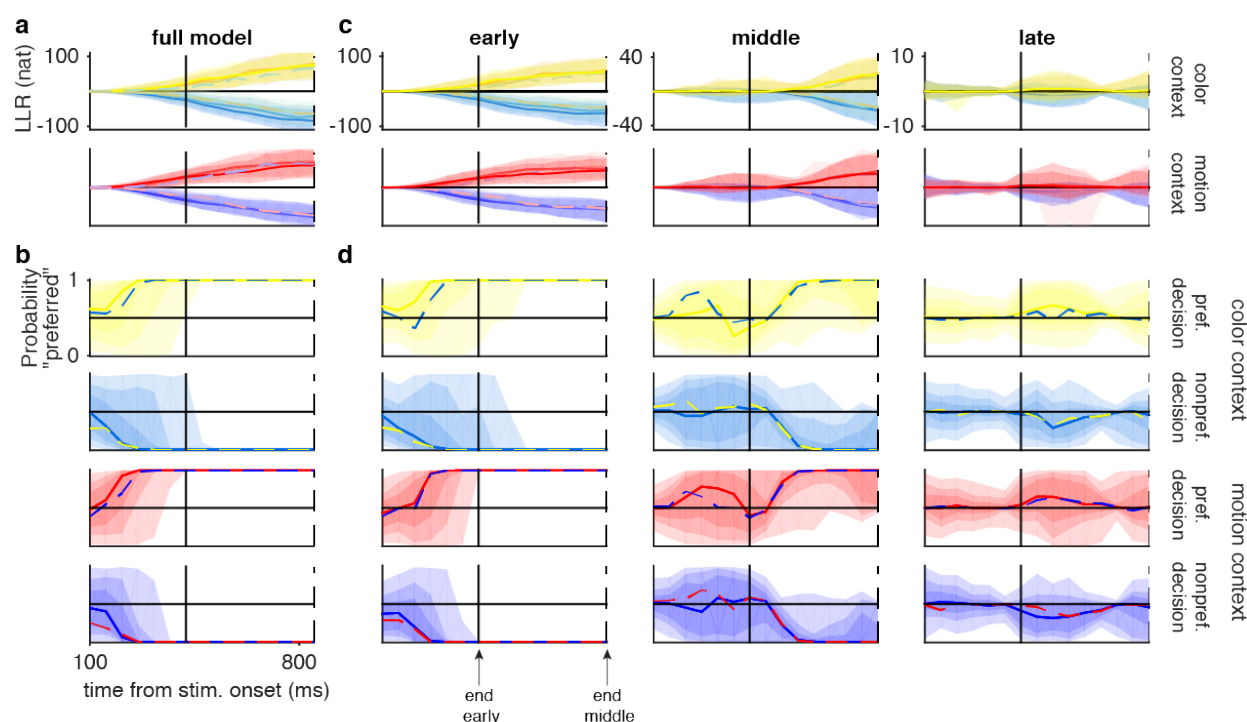 a
c
full model
early
middle
late
LLR (nat)
100
-100
100
-100
40
-40
10
-10
color
context
motion
context
b
d
Probability
"preferred"
1
0
pref.
decision
nonpref.
decision
pref.
decision
nonpref.
decision
color context
motion context
100
800
time from stim. onset (ms)
end
early
end
middle